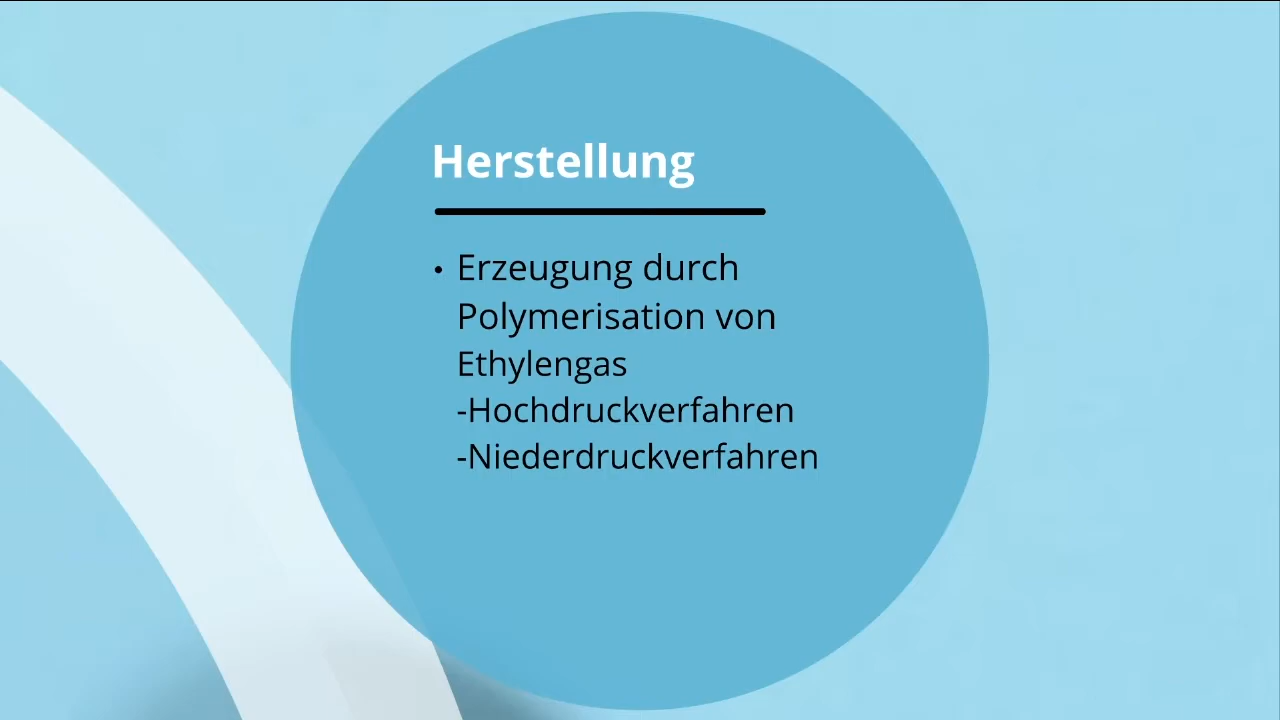 Herstellung
• Erzeugung durch
Polymerisation von
Ethylengas
-Hochdruckverfahren
-Niederdruckverfahren